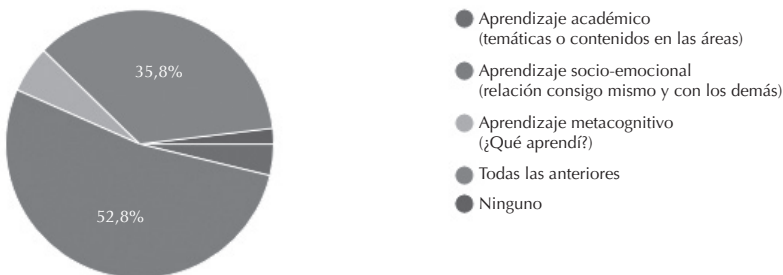 35,8%
52,8%
Aprendizaje académico
(temáticas o contenidos en las áreas)
Aprendizaje socio-emocional
(relación consigo mismo y con los demás)
Aprendizaje metacognitivo
(¿Qué aprendí?)
Todas las anteriores
Ninguno